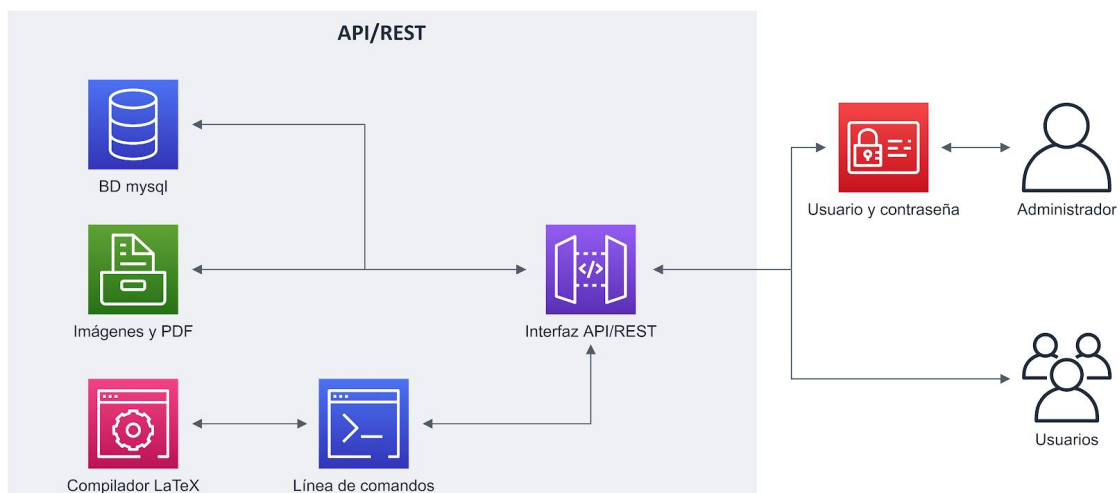 API/REST
BD mysql
Usuario y contraseña
Administrador
Imágenes y PDF
</>
Interfaz API/REST
Usuarios
Compilador LaTeX
Línea de comandos